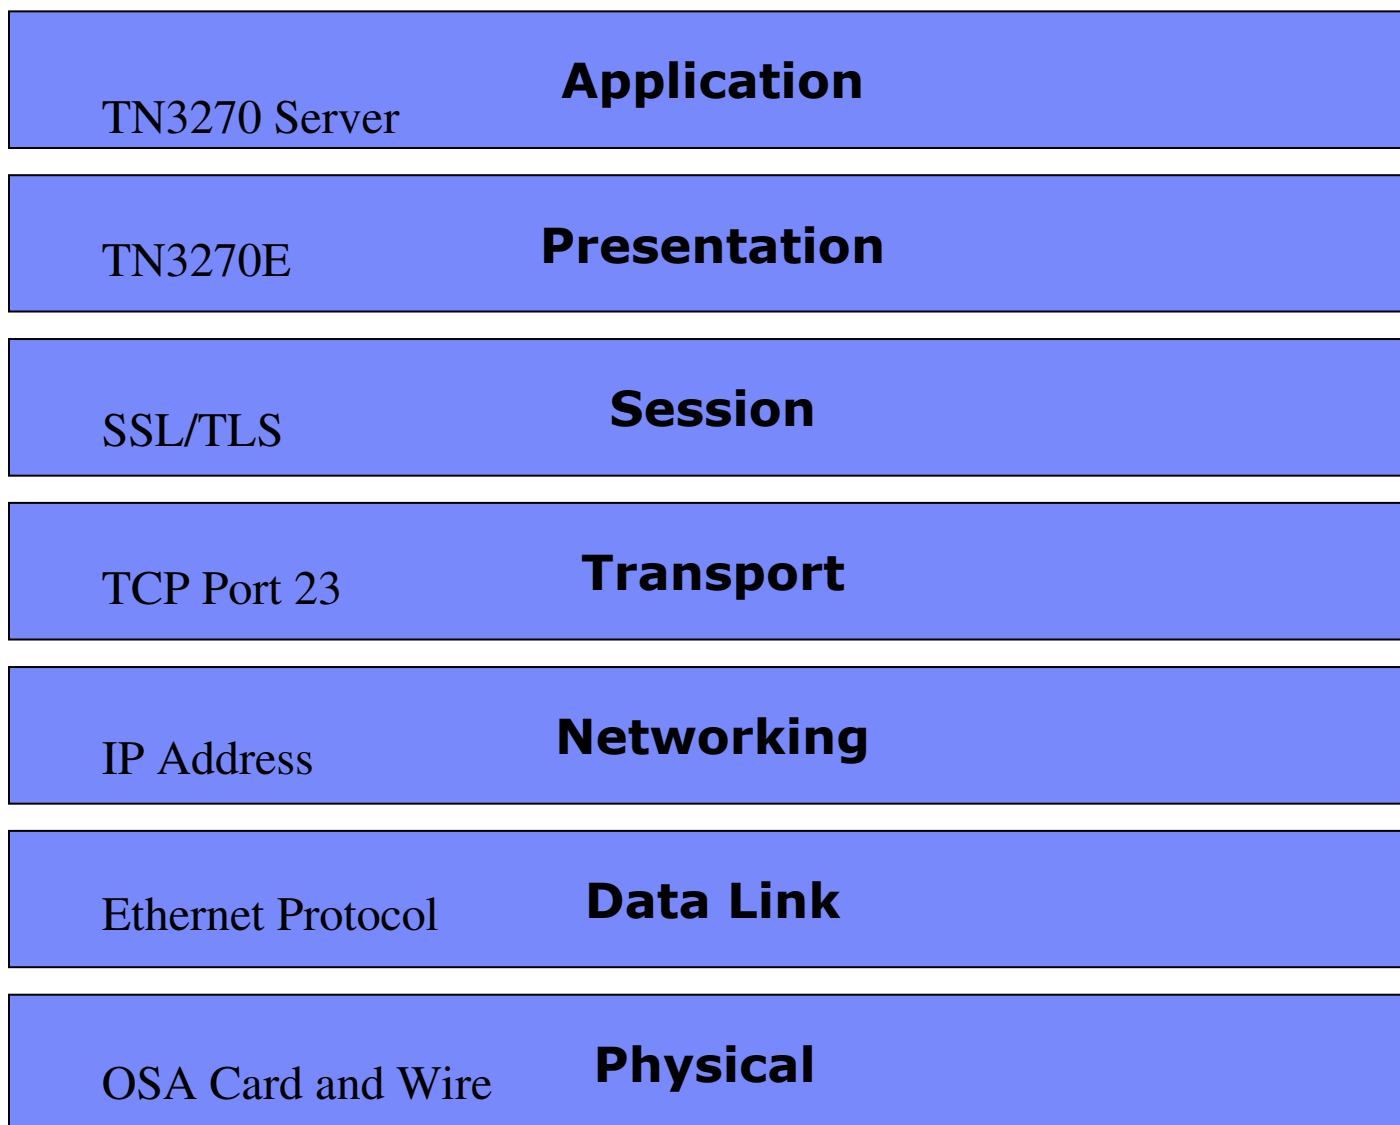 Application
TN3270 Server
Presentation
TN3270E
Session
SSL/TLS
Transport
TCP Port 23
Networking
IP Address
Data Link
Ethernet Protocol
Physical
OSA Card and Wire